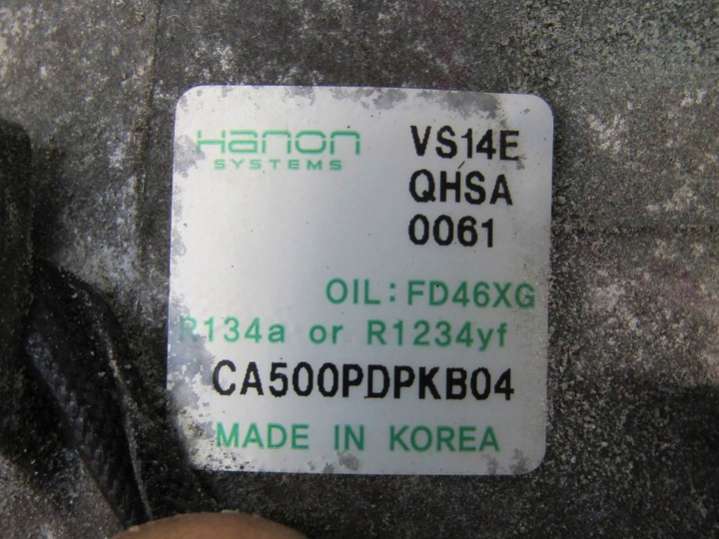 Hanon
SYSTEMS
VS14E
QHSA
0061
OIL: FD46XG
R134a or R1234yf
CA500PDPKB04
MADE IN KOREA